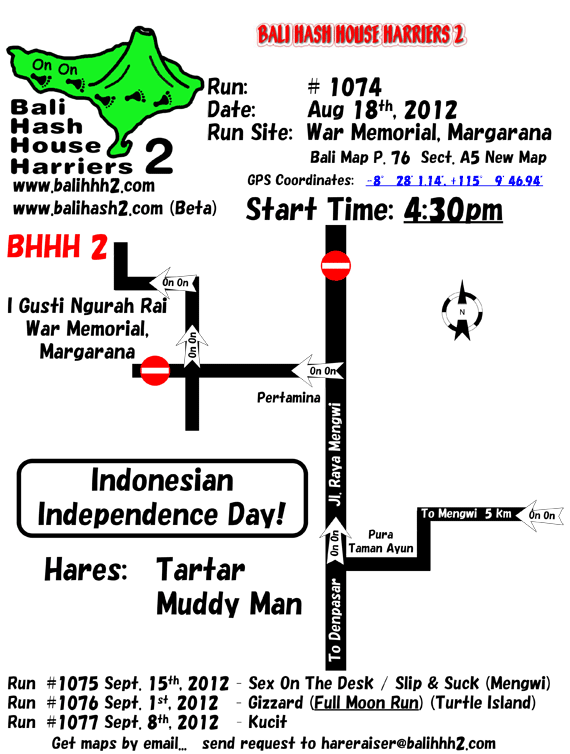 BALI HASH HOUSE HARRIERS 2
On On
Bali
Hash
House
Harriers 2
www.balihhh2.com
www.balihash2.com (Beta)
Run: # 1074
Date: Aug 18th, 2012
Run Site: War Memorial, Margarana
Bali Map P. 76 Sect. A5 New Map
GPS Coordinates: -8° 28' 1.14", +115° 9' 46.94"
Start Time: 4:30pm
BHHH 2
On On
I Gusti Ngurah Rai
War Memorial,
Margarana
On On
N
On On
Pertamina
Jl. Raya Mengwi
Indonesian
Independence Day!
To Mengwi 5 km
On On
On On
Pura
Taman Ayun
To Denpasar
Hares: Tartar
Muddy Man
Run #1075 Sept. 15th, 2012 - Sex On The Desk / Slip & Suck (Mengwi)
Run #1076 Sept. 1st, 2012 - Gizzard (Full Moon Run) (Turtle Island)
Run #1077 Sept. 8th, 2012 - Kucit
Get maps by email... send request to hareraiser@balihhh2.com